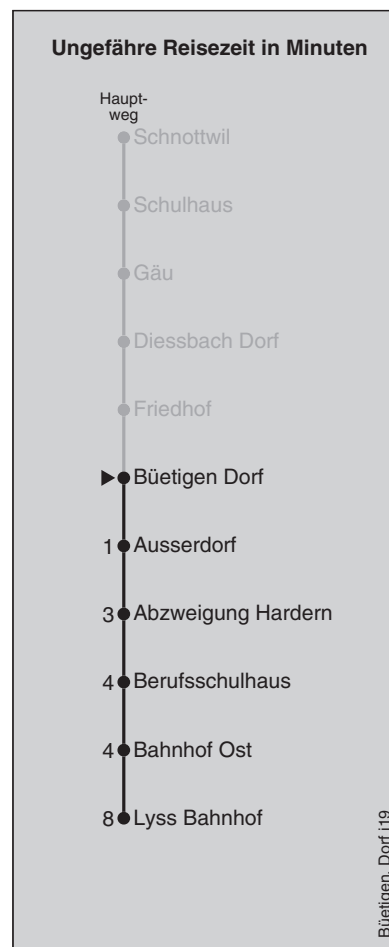 Ungefähre Reisezeit in Minuten
Haupt-
weg
Schnottwil
Schulhaus
Gäu
Diessbach Dorf
Friedhof
Büetigen Dorf
1 Ausserdorf
3 Abzweigung Hardern
4 Berufsschulhaus
4 Bahnhof Ost
8 Lyss Bahnhof
Büetigen, Dorf j19